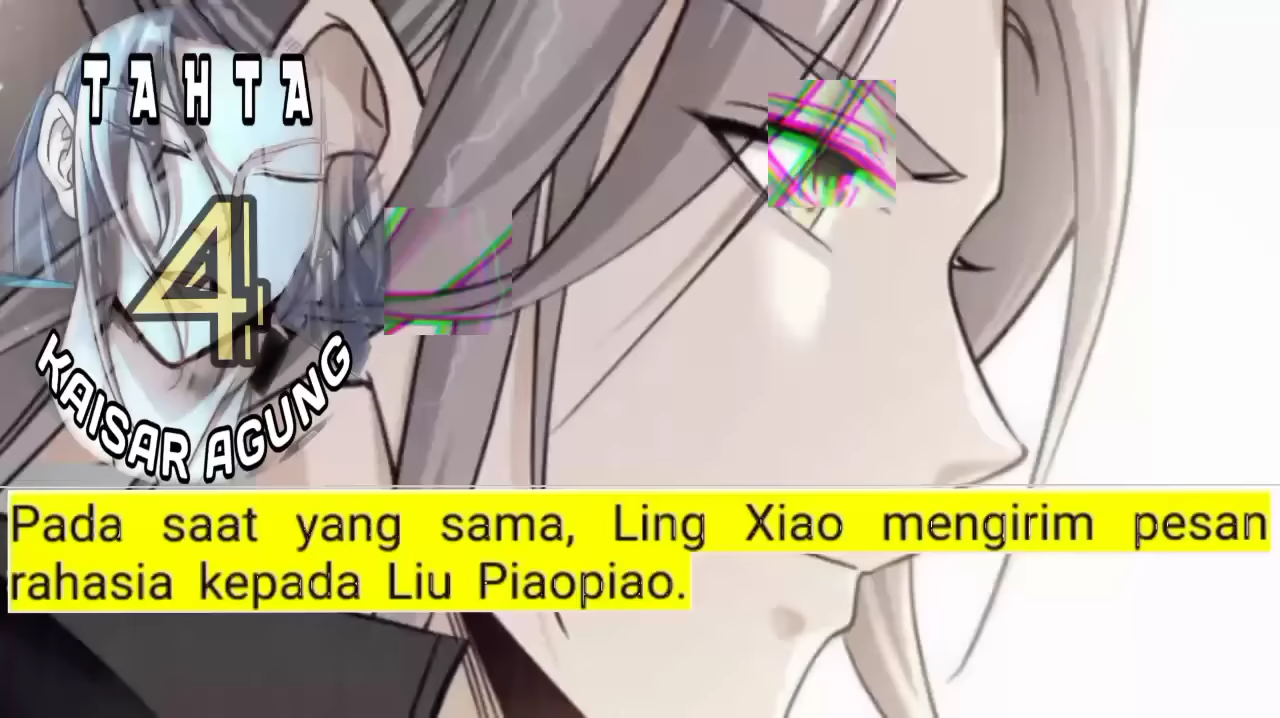 TAHTA
4
KAISAR AGUNG
Pada saat yang sama, Ling Xiao mengirim pesan
rahasia kepada Liu Piaopiao.